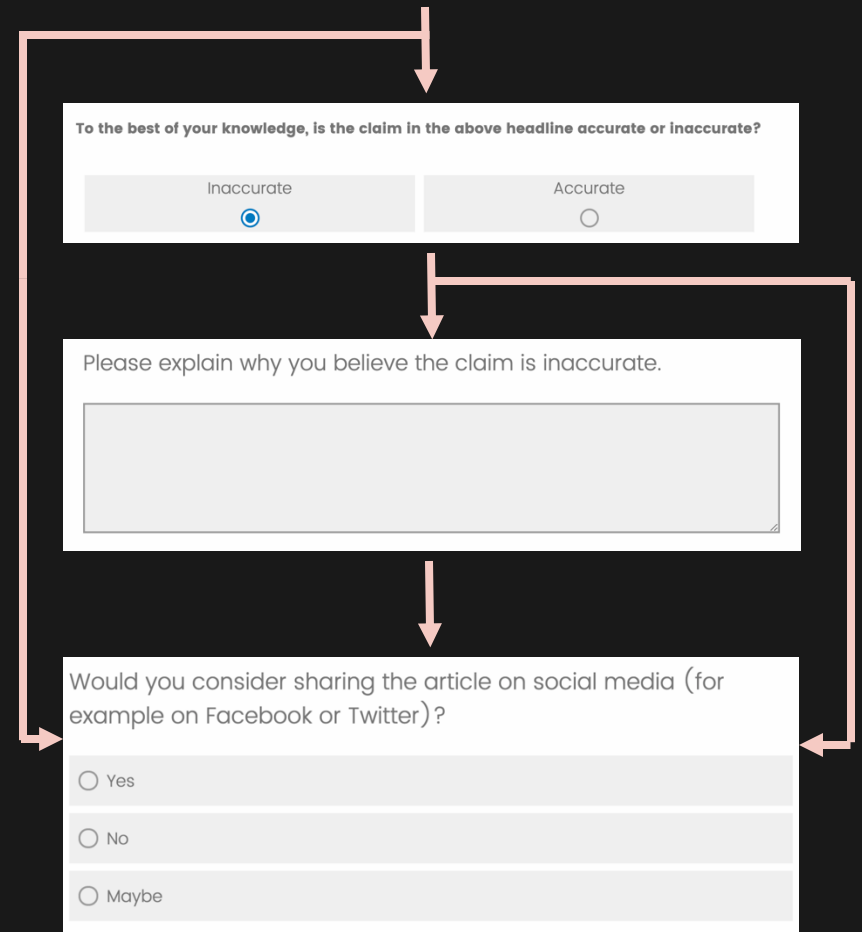 To the best of your knowledge, is the claim in the above headline accurate or inaccurate?
Inaccurate
Accurate
Please explain why you believe the claim is inaccurate.
Would you consider sharing the article on social media (for
example on Facebook or Twitter)?
Yes
No
Maybe